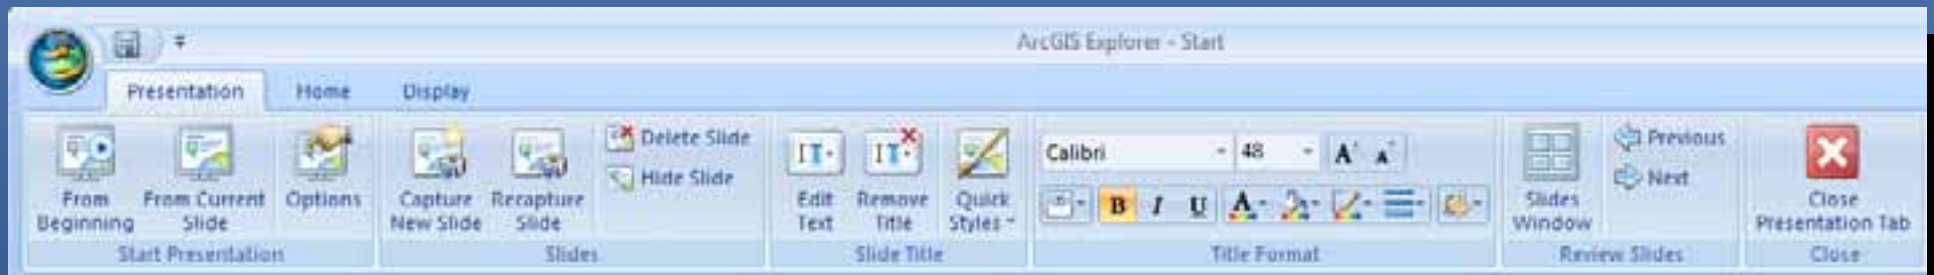 ArcGIS Explorer - Start
Presentation Home Display
From Beginning
From Current Slide
Options
Start Presentation
Capture New Slide
Recapture Slide
Delete Slide
Hide Slide
Slides
Edit Text
Remove Title
Quick Styles
Slide Title
Calibri 48 A A
B I U A
Title Format
Slides Window
Previous
Next
Review Slides
Close Presentation Tab
Close